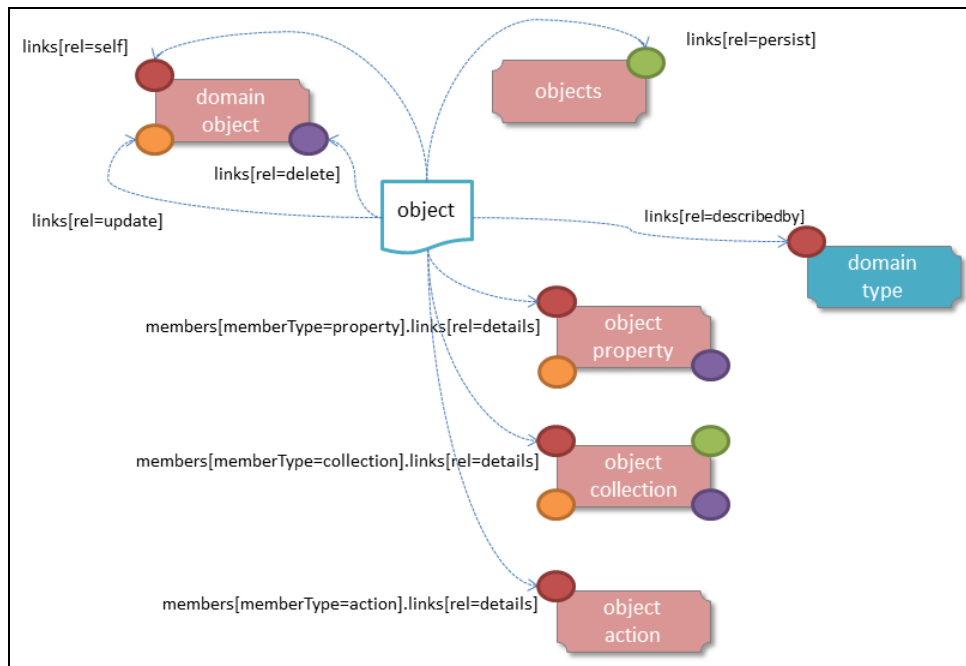 links[rel=self]
links[rel=persist]
domain
object
objects
links[rel=delete]
links[rel=update]
object
links[rel=describedby]
domain
type
members[memberType=property].links[rel=details]
object
property
members[memberType=collection].links[rel=details]
object
collection
members[memberType=action].links[rel=details]
object
action